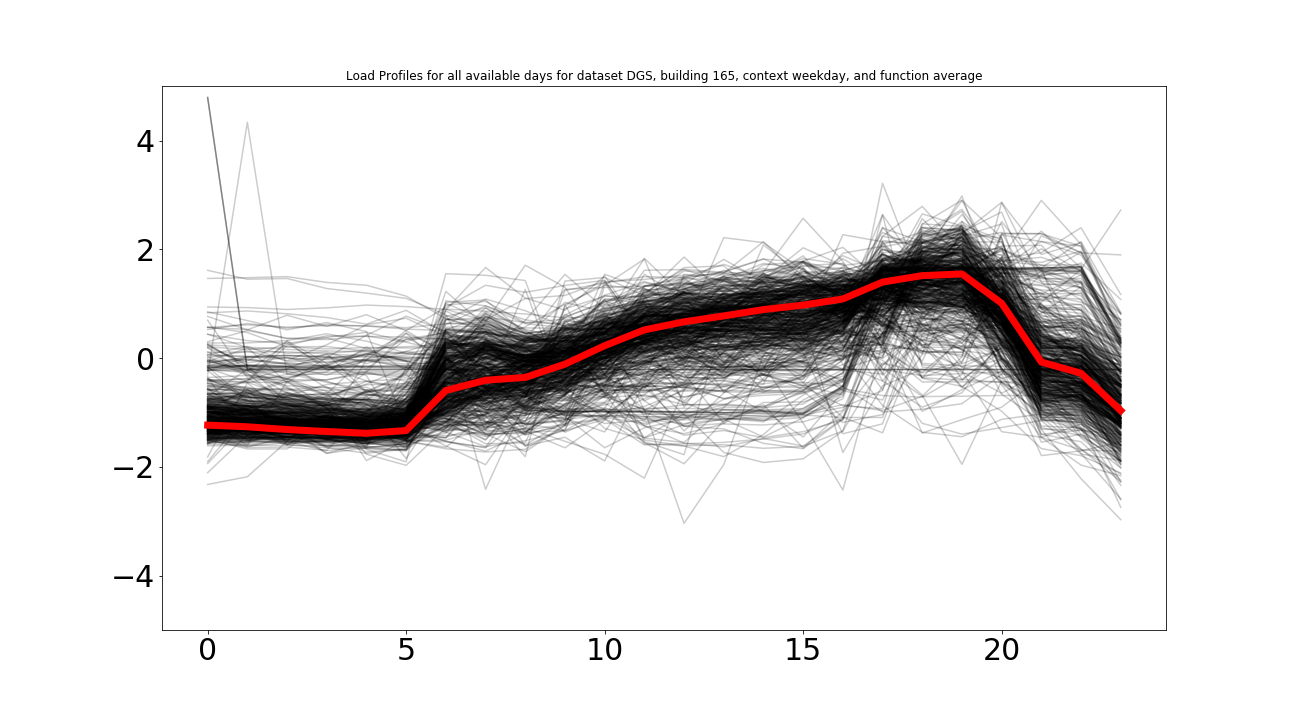 Load Profiles for all available days for dataset DGS, building 165, context weekday, and function average
4
2
0
−2
−4
0 5 10 15 20